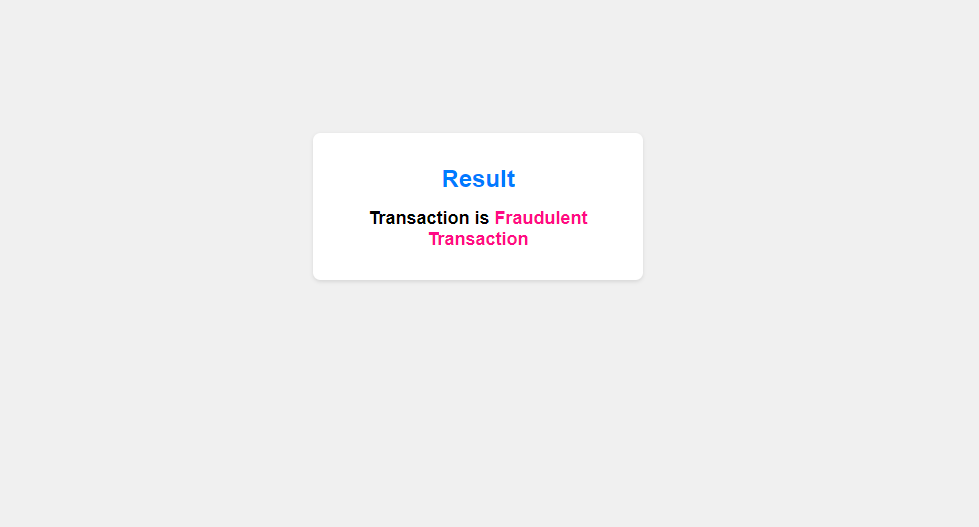 Result
Transaction is Fraudulent
Transaction